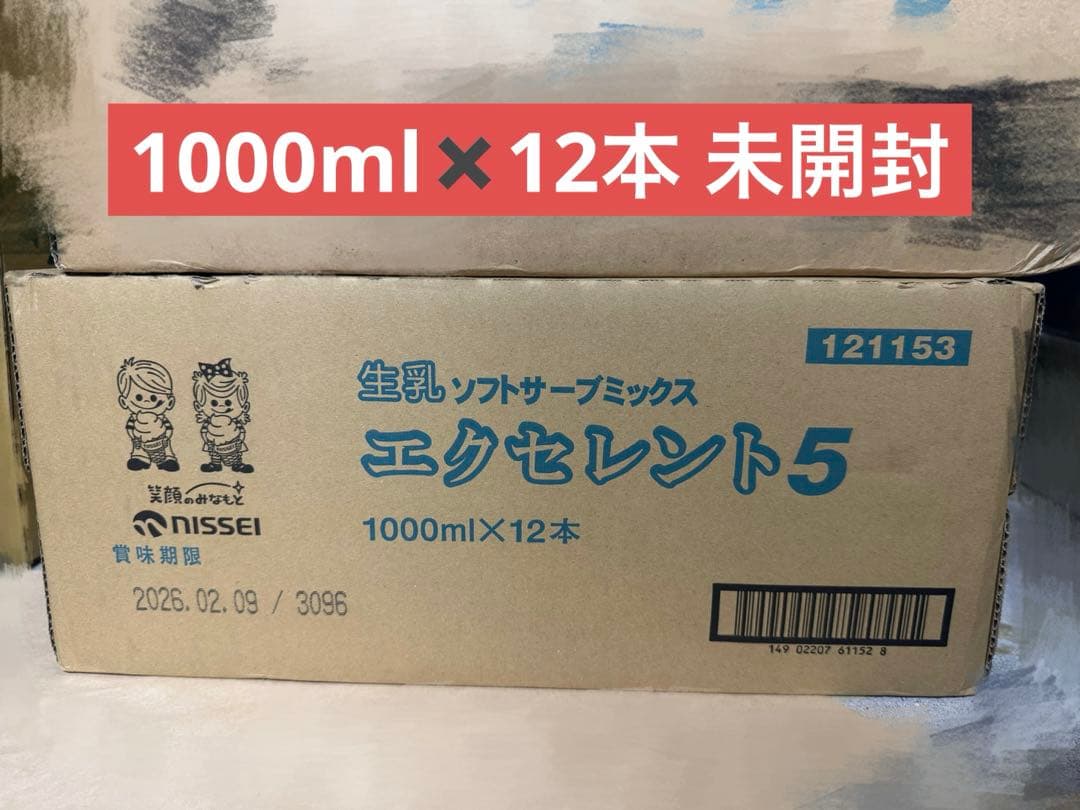 1000ml✖12本 未開封
121153
生乳 ソフトサーブミックス
エクセレント5
1000ml×12本
笑顔のみなもと
NISSEI
賞味期限
2026.02.09 / 3096
149 02207 61152 8